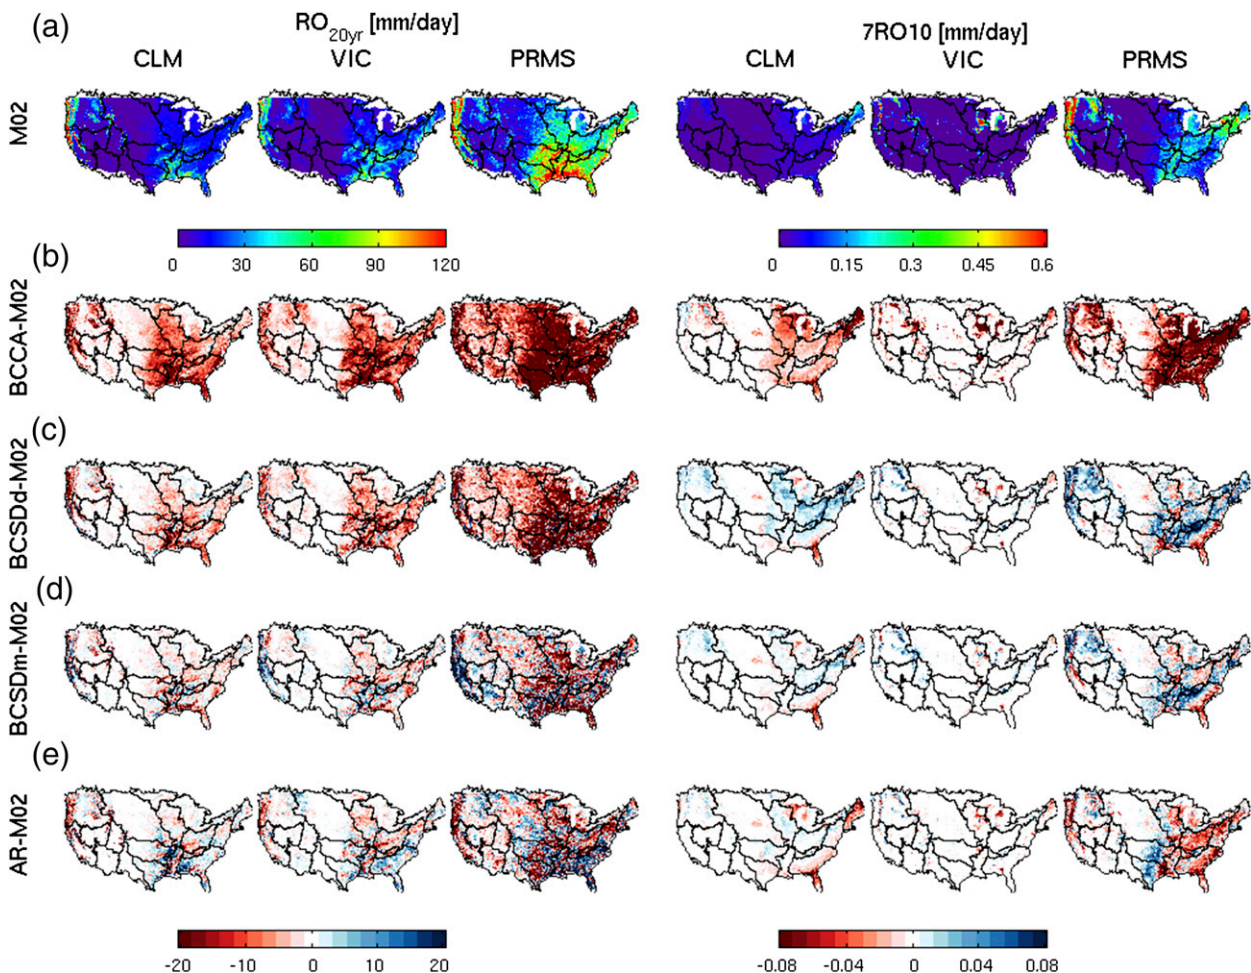 (a)
RO20yr [mm/day]
7RO10 [mm/day]
CLM VIC PRMS CLM VIC PRMS
M02
0 30 60 90 120 0 0.15 0.3 0.45 0.6
(b)
BCCA-M02
(c)
BCSDd-M02
(d)
BCSDm-M02
(e)
AR-M02
-20 -10 0 10 20 -0.08 -0.04 0 0.04 0.08